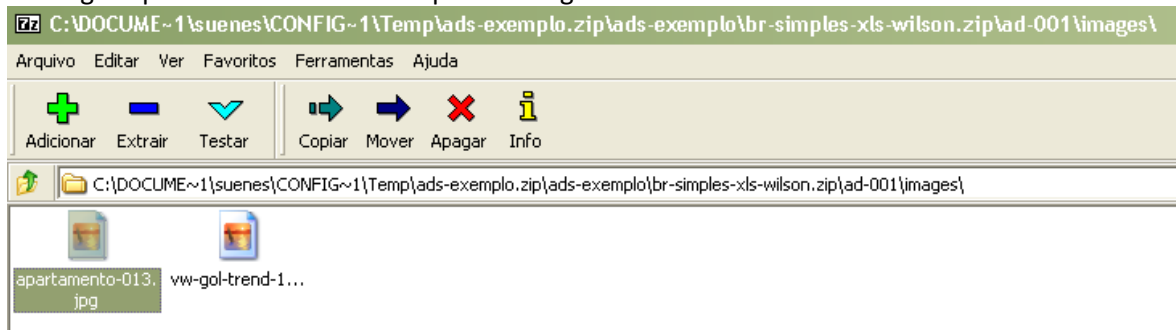 7z C:\DOCUME~1\suenes\CONFIG~1\Temp\ads-exemplo.zip\ads-exemplo\br-simples-xls-wilson.zip\ad-001\images\
Arquivo Editar Ver Favoritos Ferramentas Ajuda
Adicionar Extrair Testar Copiar Mover Apagar Info
C:\DOCUME~1\suenes\CONFIG~1\Temp\ads-exemplo.zip\ads-exemplo\br-simples-xls-wilson.zip\ad-001\images\
apartamento-013. vw-gol-trend-1...
jpg